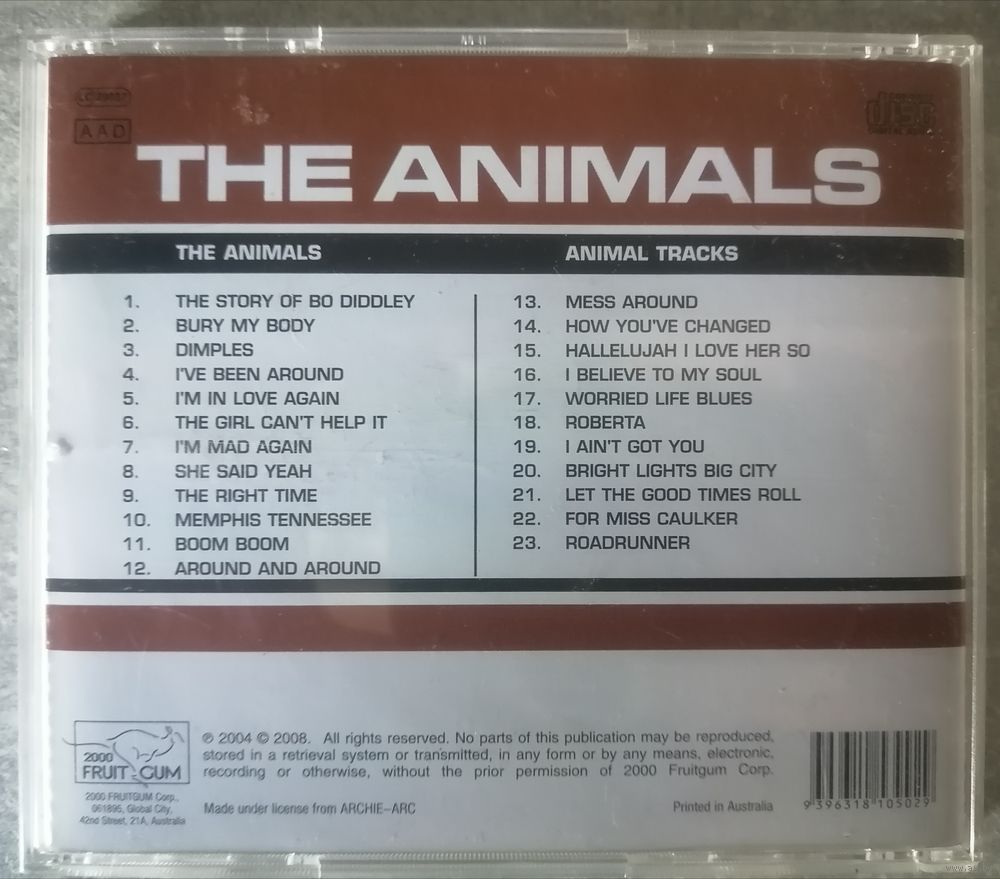 AAD
COMPACT
disc
DIGITAL AUDIO
THE ANIMALS
THE ANIMALS
1. THE STORY OF BO DIDDLEY
2. BURY MY BODY
3. DIMPLES
4. I'VE BEEN AROUND
5. I'M IN LOVE AGAIN
6. THE GIRL CAN'T HELP IT
7. I'M MAD AGAIN
8. SHE SAID YEAH
9. THE RIGHT TIME
10. MEMPHIS TENNESSEE
11. BOOM BOOM
12. AROUND AND AROUND
ANIMAL TRACKS
13. MESS AROUND
14. HOW YOU'VE CHANGED
15. HALLELUJAH I LOVE HER SO
16. I BELIEVE TO MY SOUL
17. WORRIED LIFE BLUES
18. ROBERTA
19. I AIN'T GOT YOU
20. BRIGHT LIGHTS BIG CITY
21. LET THE GOOD TIMES ROLL
22. FOR MISS CAULKER
23. ROADRUNNER
2000
FRUIT-GUM
2000 FRUITGUM Corp.,
061895, Global City,
42nd Street, 21A, Australia
℗ 2004 © 2008. All rights reserved. No parts of this publication may be reproduced,
stored in a retrieval system or transmitted, in any form or by any means, electronic,
recording or otherwise, without the prior permission of 2000 Fruitgum Corp.
Made under license from ARCHIE-ARC
Printed in Australia
9 396318 105029